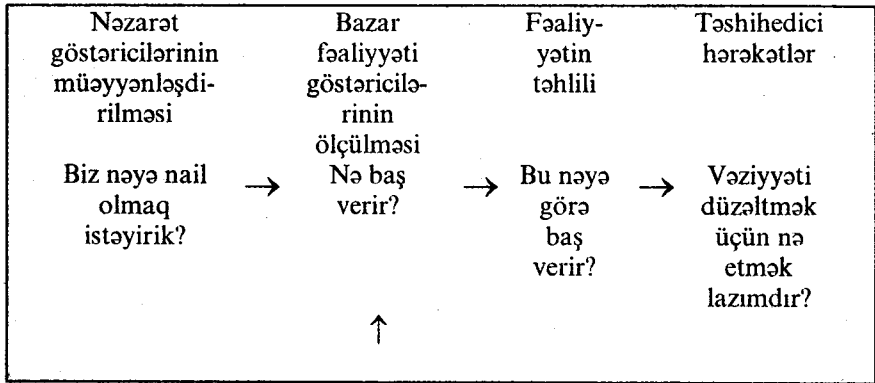 Nəzarət
göstəricilərinin
müəyyənləşdi-
rilməsi
Bazar
fəaliyyəti
göstəricilə-
rinin
ölçülməsi
Fəaliy-
yətin
təhlili
Təshihedici
hərəkətlər
Biz nəyə nail
olmaq
istəyirik?
→
Nə baş
verir?
→
Bu nəyə
görə
baş
verir?
→
Vəziyyəti
düzəltmək
üçün nə
etmək
lazımdır?
↑